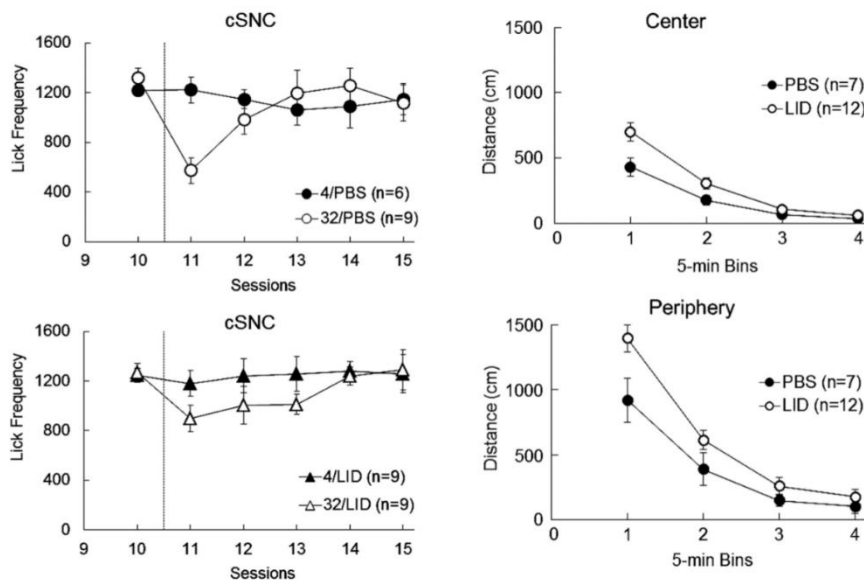 cSNC
1600
1200
800
400
0
Lick Frequency
4/PBS (n=6)
32/PBS (n=9)
9 10 11 12 13 14 15
Sessions
Center
1500
1000
500
0
Distance (cm)
PBS (n=7)
LID (n=12)
0 1 2 3 4
5-min Bins
cSNC
1600
1200
800
400
0
Lick Frequency
4/LID (n=9)
32/LID (n=9)
9 10 11 12 13 14 15
Sessions
Periphery
1500
1000
500
0
Distance (cm)
PBS (n=7)
LID (n=12)
0 1 2 3 4
5-min Bins